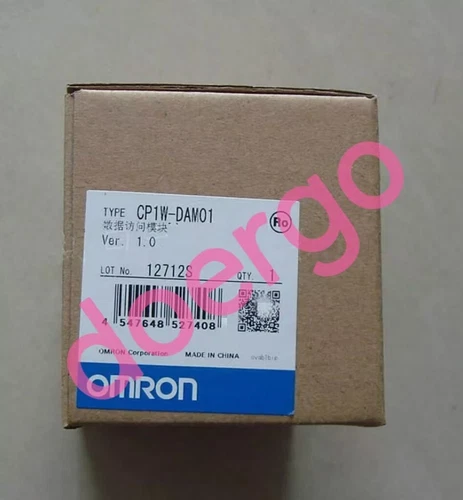 TYPE CP1W-DAM01
数据访问模块
Ro
Ver. 1.0
LOT No. 12712S QTY. 1
4 547648 527408
OMRON Corporation MADE IN CHINA
OMRON
doergo